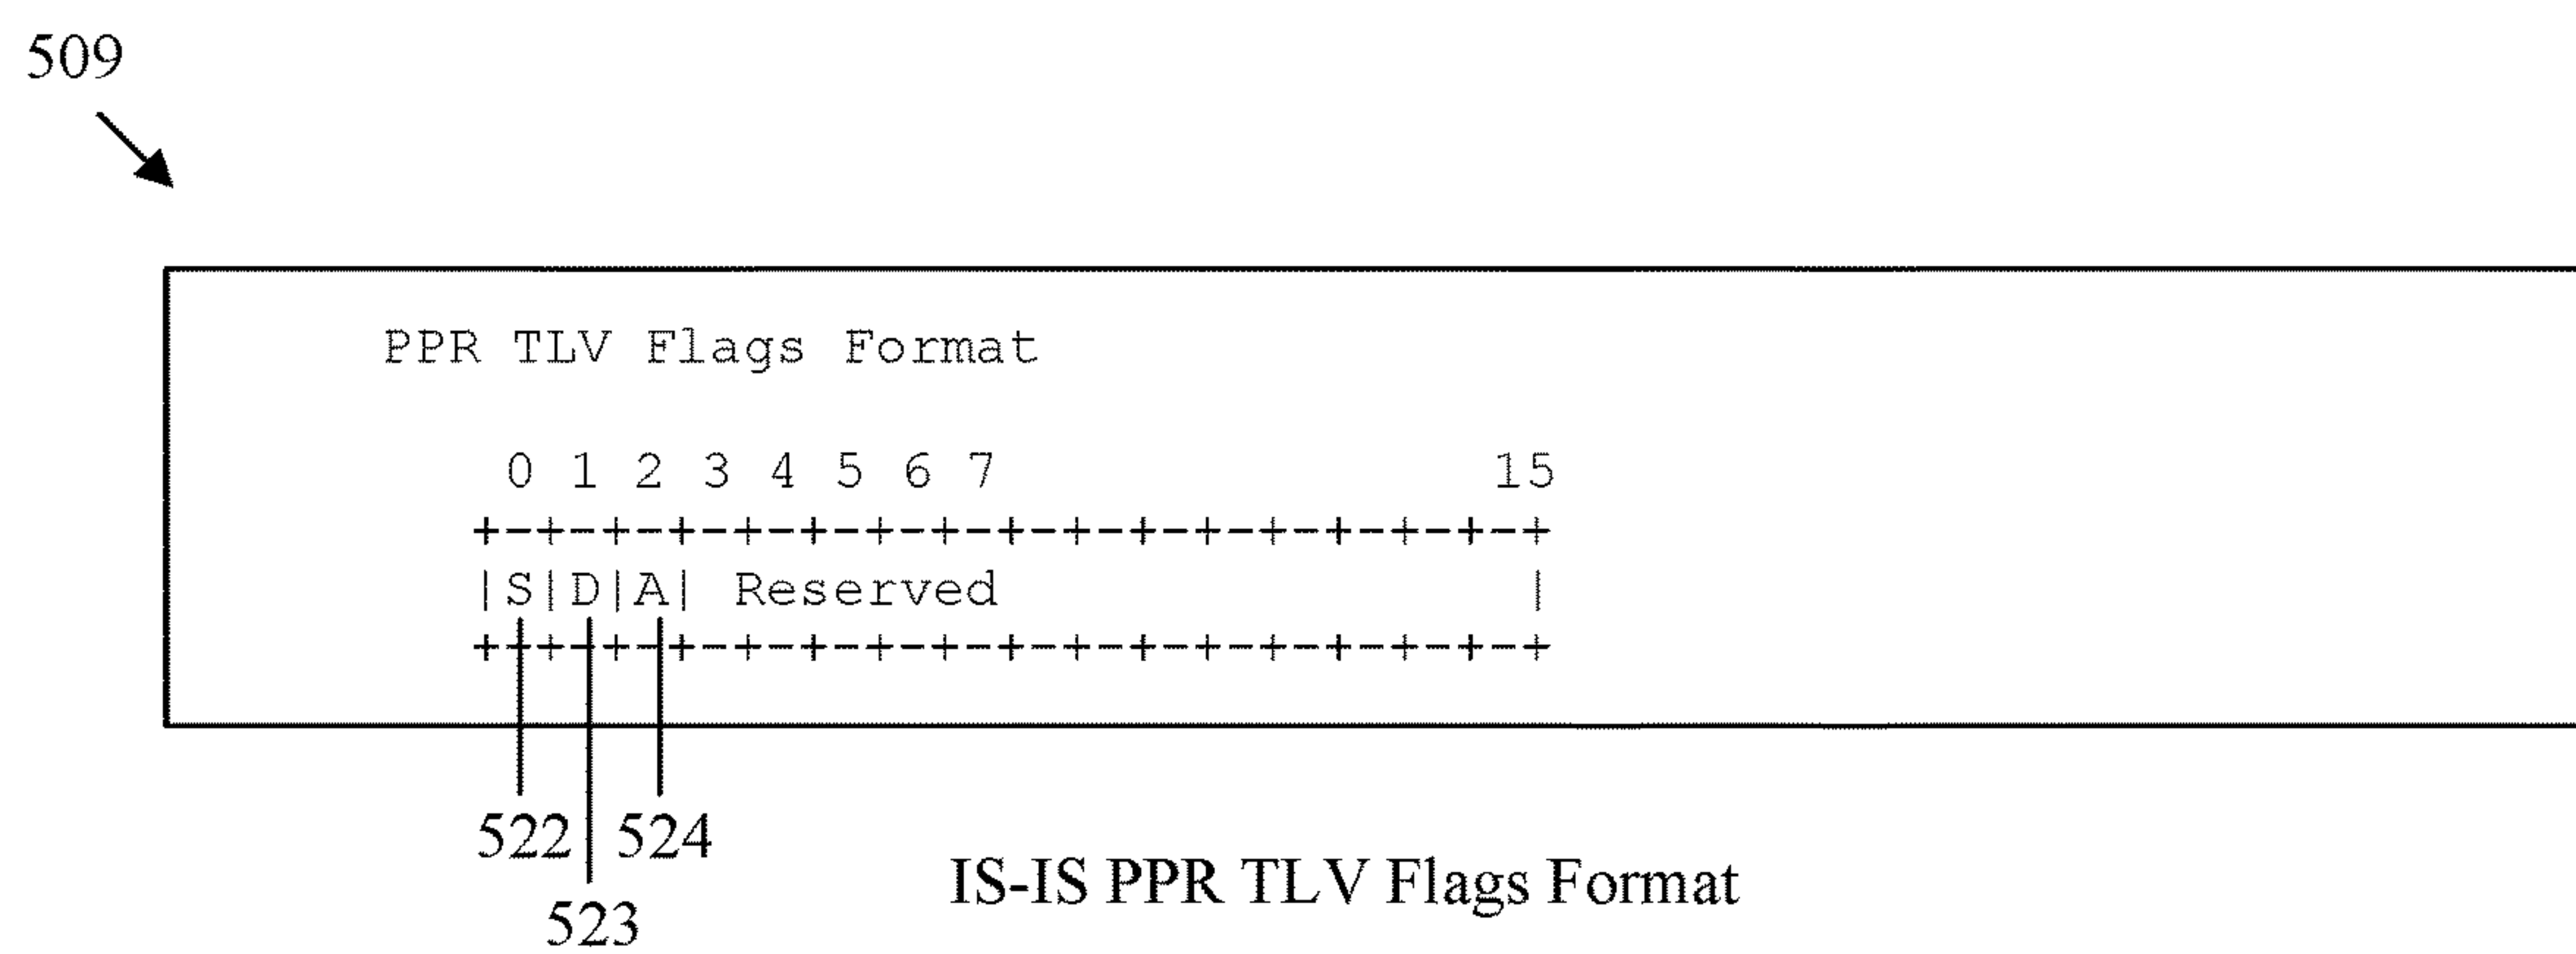 509
PPR TLV Flags Format
0 1 2 3 4 5 6 7 15
+-+-+-+-+-+-+-+-+-+-+-+-+-+-+-+-+
|S|D|A| Reserved |
+-+-+-+-+-+-+-+-+-+-+-+-+-+-+-+-+
522 524
523
IS-IS PPR TLV Flags Format